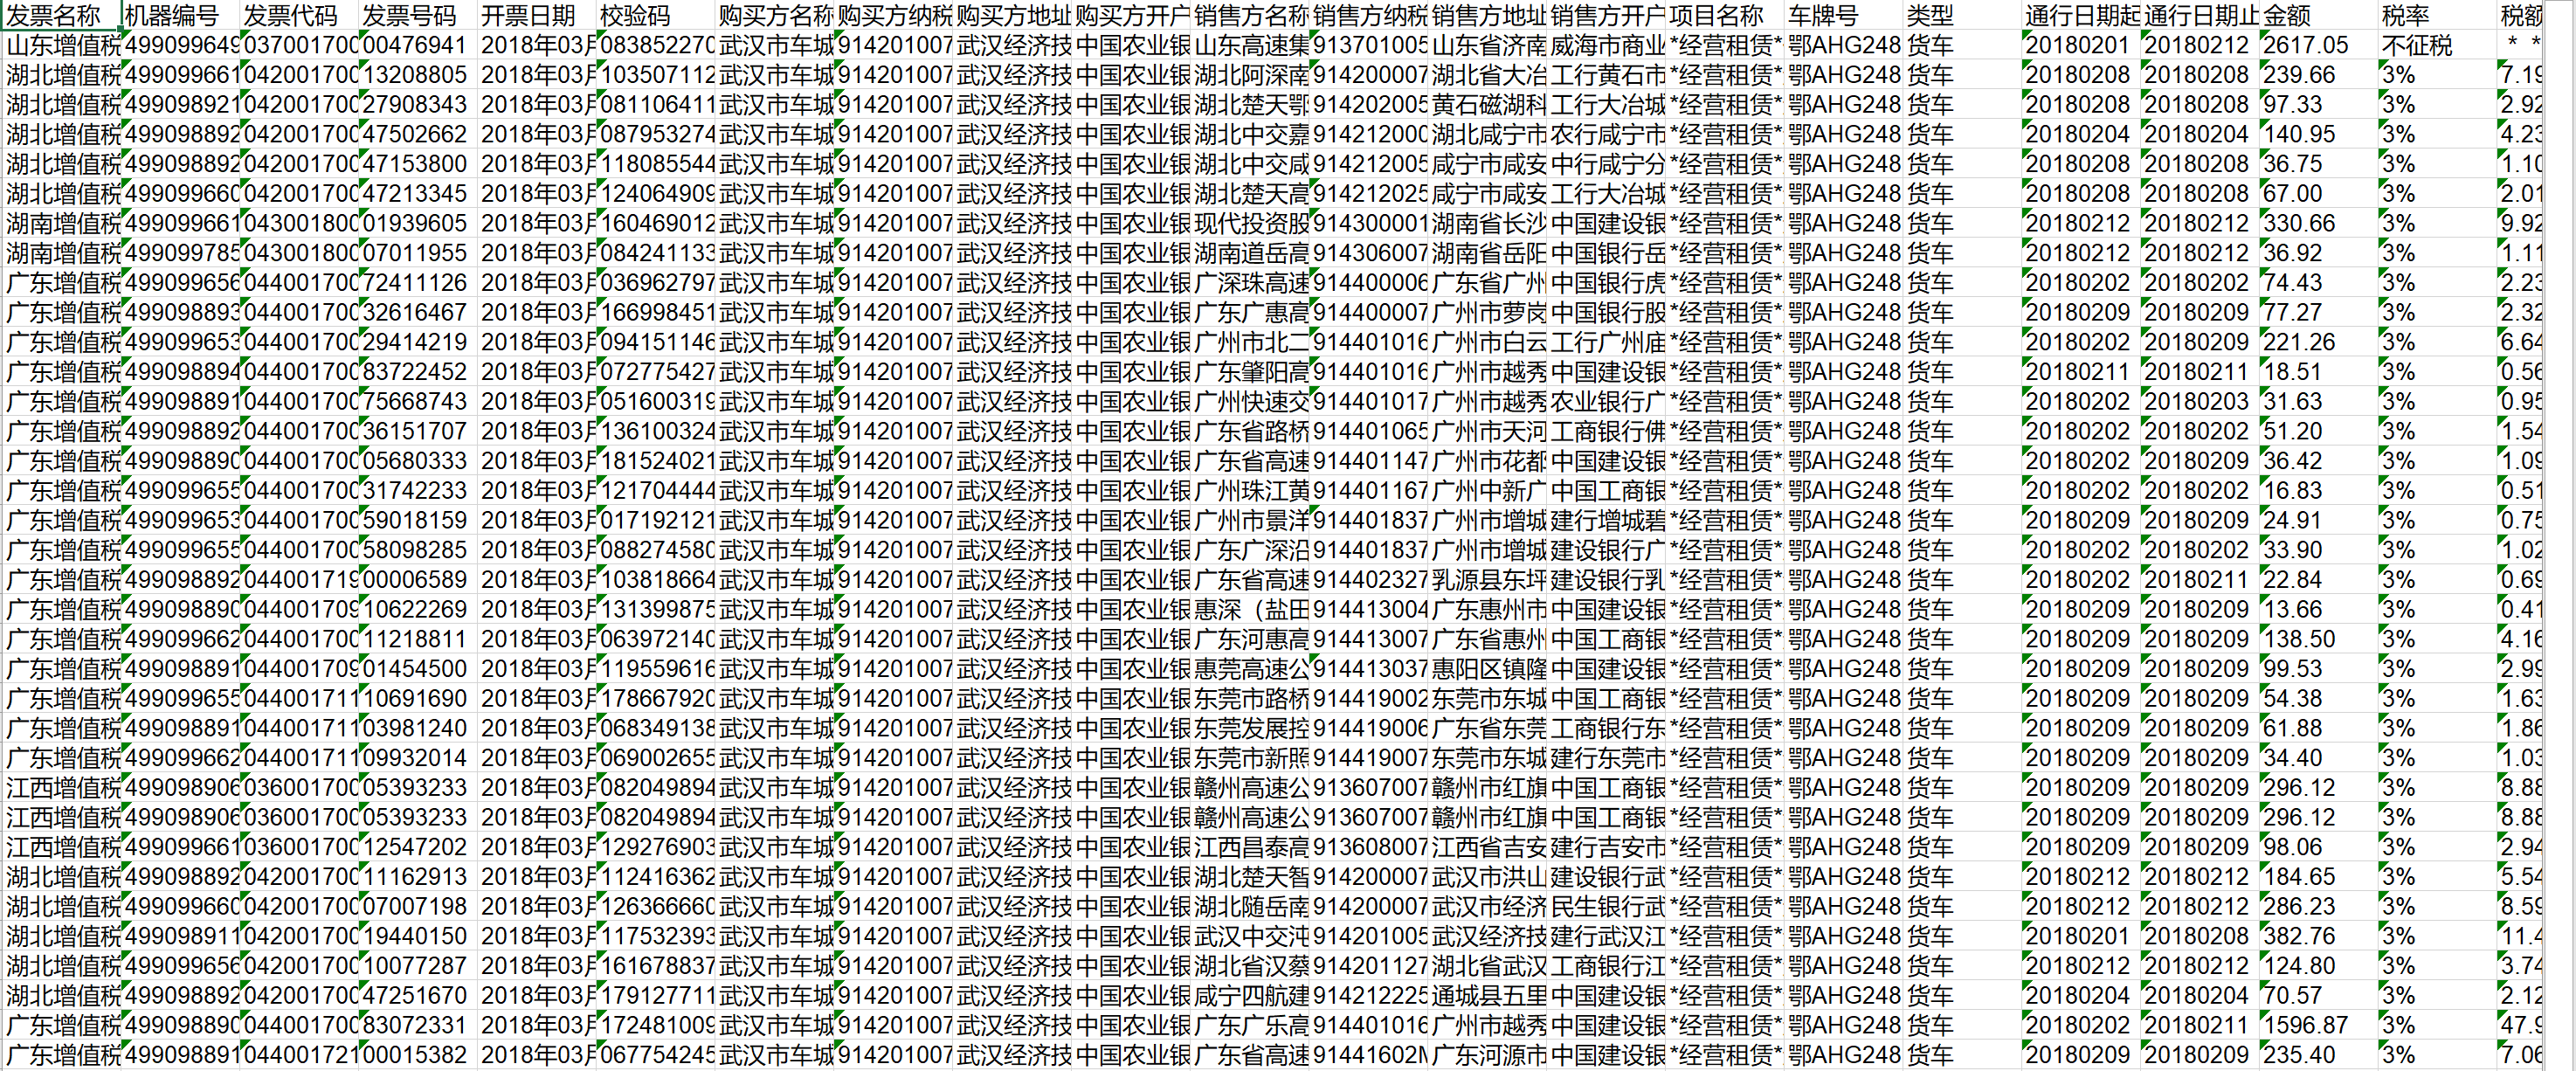 发票名称 机器编号 发票代码 发票号码 开票日期 校验码 购买方名称 购买方纳税 购买方地址 购买方开户 销售方名称 销售方纳税 销售方地址 销售方开户 项目名称 车牌号 类型 通行日期起 通行日期止 金额 税率 税额
山东增值税 499099649 037001700 00476941 2018年03月 083852270 武汉市车城 914201007 武汉经济技 中国农业银 山东高速集 913701005 山东省济南 威海市商业 *经营租赁* 鄂AHG248 货车 20180201 20180212 2617.05 不征税 * *
湖北增值税 499099661 042001700 13208805 2018年03月 103507112 武汉市车城 914201007 武汉经济技 中国农业银 湖北阿深南 914200007 湖北省大冶 工行黄石市 *经营租赁* 鄂AHG248 货车 20180208 20180208 239.66 3% 7.19
湖北增值税 499098921 042001700 27908343 2018年03月 081106411 武汉市车城 914201007 武汉经济技 中国农业银 湖北楚天鄂 914202005 黄石磁湖科 工行大冶城 *经营租赁* 鄂AHG248 货车 20180208 20180208 97.33 3% 2.92
湖北增值税 499098892 042001700 47502662 2018年03月 087953274 武汉市车城 914201007 武汉经济技 中国农业银 湖北中交嘉 914212000 湖北咸宁市 农行咸宁市 *经营租赁* 鄂AHG248 货车 20180204 20180204 140.95 3% 4.23
湖北增值税 499098892 042001700 47153800 2018年03月 118085544 武汉市车城 914201007 武汉经济技 中国农业银 湖北中交咸 914212005 咸宁市咸安 中行咸宁分 *经营租赁* 鄂AHG248 货车 20180208 20180208 36.75 3% 1.10
湖北增值税 499099660 042001700 47213345 2018年03月 124064909 武汉市车城 914201007 武汉经济技 中国农业银 湖北楚天高 914212025 咸宁市咸安 工行大冶城 *经营租赁* 鄂AHG248 货车 20180208 20180208 67.00 3% 2.01
湖南增值税 499099661 043001800 01939605 2018年03月 160469012 武汉市车城 914201007 武汉经济技 中国农业银 现代投资股 914300001 湖南省长沙 中国建设银 *经营租赁* 鄂AHG248 货车 20180212 20180212 330.66 3% 9.92
湖南增值税 499099785 043001800 07011955 2018年03月 084241133 武汉市车城 914201007 武汉经济技 中国农业银 湖南道岳高 914306007 湖南省岳阳 中国银行岳 *经营租赁* 鄂AHG248 货车 20180212 20180212 36.92 3% 1.11
广东增值税 499099656 044001700 72411126 2018年03月 036962797 武汉市车城 914201007 武汉经济技 中国农业银 广深珠高速 914400006 广东省广州 中国银行虎 *经营租赁* 鄂AHG248 货车 20180202 20180202 74.43 3% 2.23
广东增值税 499098893 044001700 32616467 2018年03月 166998451 武汉市车城 914201007 武汉经济技 中国农业银 广东广惠高 914400007 广州市萝岗 中国银行股 *经营租赁* 鄂AHG248 货车 20180209 20180209 77.27 3% 2.32
广东增值税 499099653 044001700 29414219 2018年03月 094151146 武汉市车城 914201007 武汉经济技 中国农业银 广州市北二 914401016 广州市白云 工行广州庙 *经营租赁* 鄂AHG248 货车 20180202 20180209 221.26 3% 6.64
广东增值税 499098894 044001700 83722452 2018年03月 072775427 武汉市车城 914201007 武汉经济技 中国农业银 广东肇阳高 914401016 广州市越秀 中国建设银 *经营租赁* 鄂AHG248 货车 20180211 20180211 18.51 3% 0.56
广东增值税 499098891 044001700 75668743 2018年03月 051600319 武汉市车城 914201007 武汉经济技 中国农业银 广州快速交 914401017 广州市越秀 农业银行广 *经营租赁* 鄂AHG248 货车 20180202 20180203 31.63 3% 0.95
广东增值税 499098892 044001700 36151707 2018年03月 136100324 武汉市车城 914201007 武汉经济技 中国农业银 广东省路桥 914401065 广州市天河 工商银行佛 *经营租赁* 鄂AHG248 货车 20180202 20180202 51.20 3% 1.54
广东增值税 499098890 044001700 05680333 2018年03月 181524021 武汉市车城 914201007 武汉经济技 中国农业银 广东省高速 914401147 广州市花都 中国建设银 *经营租赁* 鄂AHG248 货车 20180202 20180209 36.42 3% 1.09
广东增值税 499099655 044001700 31742233 2018年03月 121704444 武汉市车城 914201007 武汉经济技 中国农业银 广州珠江黄 914401167 广州中新广 中国工商银 *经营租赁* 鄂AHG248 货车 20180202 20180202 16.83 3% 0.51
广东增值税 499099653 044001700 59018159 2018年03月 017192121 武汉市车城 914201007 武汉经济技 中国农业银 广州市景洋 914401837 广州市增城 建行增城碧 *经营租赁* 鄂AHG248 货车 20180209 20180209 24.91 3% 0.75
广东增值税 499099655 044001700 58098285 2018年03月 088274580 武汉市车城 914201007 武汉经济技 中国农业银 广东广深沿 914401837 广州市增城 建设银行广 *经营租赁* 鄂AHG248 货车 20180202 20180202 33.90 3% 1.02
广东增值税 499098892 044001719 00006589 2018年03月 103818664 武汉市车城 914201007 武汉经济技 中国农业银 广东省高速 914402327 乳源县东坪 建设银行乳 *经营租赁* 鄂AHG248 货车 20180202 20180211 22.84 3% 0.69
广东增值税 499098890 044001709 10622269 2018年03月 131399875 武汉市车城 914201007 武汉经济技 中国农业银 惠深（盐田 914413004 广东惠州市 中国建设银 *经营租赁* 鄂AHG248 货车 20180209 20180209 13.66 3% 0.41
广东增值税 499099662 044001700 11218811 2018年03月 063972140 武汉市车城 914201007 武汉经济技 中国农业银 广东河惠高 914413007 广东省惠州 中国工商银 *经营租赁* 鄂AHG248 货车 20180209 20180209 138.50 3% 4.16
广东增值税 499098891 044001709 01454500 2018年03月 119559616 武汉市车城 914201007 武汉经济技 中国农业银 惠莞高速公 914413037 惠阳区镇隆 中国建设银 *经营租赁* 鄂AHG248 货车 20180209 20180209 99.53 3% 2.99
广东增值税 499099655 044001711 10691690 2018年03月 178667920 武汉市车城 914201007 武汉经济技 中国农业银 东莞市路桥 914419002 东莞市东城 中国工商银 *经营租赁* 鄂AHG248 货车 20180209 20180209 54.38 3% 1.63
广东增值税 499098891 044001711 03981240 2018年03月 068349138 武汉市车城 914201007 武汉经济技 中国农业银 东莞发展控 914419006 广东省东莞 工商银行东 *经营租赁* 鄂AHG248 货车 20180209 20180209 61.88 3% 1.86
广东增值税 499099662 044001711 09932014 2018年03月 069002655 武汉市车城 914201007 武汉经济技 中国农业银 东莞市新照 914419007 东莞市东城 建行东莞市 *经营租赁* 鄂AHG248 货车 20180209 20180209 34.40 3% 1.03
江西增值税 499098906 036001700 05393233 2018年03月 082049894 武汉市车城 914201007 武汉经济技 中国农业银 赣州高速公 913607007 赣州市红旗 中国工商银 *经营租赁* 鄂AHG248 货车 20180209 20180209 296.12 3% 8.88
江西增值税 499098906 036001700 05393233 2018年03月 082049894 武汉市车城 914201007 武汉经济技 中国农业银 赣州高速公 913607007 赣州市红旗 中国工商银 *经营租赁* 鄂AHG248 货车 20180209 20180209 296.12 3% 8.88
江西增值税 499099661 036001700 12547202 2018年03月 129276903 武汉市车城 914201007 武汉经济技 中国农业银 江西昌泰高 913608007 江西省吉安 建行吉安市 *经营租赁* 鄂AHG248 货车 20180209 20180209 98.06 3% 2.94
湖北增值税 499098892 042001700 11162913 2018年03月 112416362 武汉市车城 914201007 武汉经济技 中国农业银 湖北楚天智 914200007 武汉市洪山 建设银行武 *经营租赁* 鄂AHG248 货车 20180212 20180212 184.65 3% 5.54
湖北增值税 499099660 042001700 07007198 2018年03月 126366660 武汉市车城 914201007 武汉经济技 中国农业银 湖北随岳南 914200007 武汉市经济 民生银行武 *经营租赁* 鄂AHG248 货车 20180212 20180212 286.23 3% 8.59
湖北增值税 499098911 042001700 19440150 2018年03月 117532393 武汉市车城 914201007 武汉经济技 中国农业银 武汉中交沌 914201005 武汉经济技 建行武汉江 *经营租赁* 鄂AHG248 货车 20180201 20180208 382.76 3% 11.4
湖北增值税 499099656 042001700 10077287 2018年03月 161678837 武汉市车城 914201007 武汉经济技 中国农业银 湖北省汉蔡 914201127 湖北省武汉 工商银行江 *经营租赁* 鄂AHG248 货车 20180212 20180212 124.80 3% 3.74
湖北增值税 499098892 042001700 47251670 2018年03月 179127711 武汉市车城 914201007 武汉经济技 中国农业银 咸宁四航建 914212225 通城县五里 中国建设银 *经营租赁* 鄂AHG248 货车 20180204 20180204 70.57 3% 2.12
广东增值税 499098890 044001700 83072331 2018年03月 172481009 武汉市车城 914201007 武汉经济技 中国农业银 广东广乐高 914401016 广州市越秀 中国建设银 *经营租赁* 鄂AHG248 货车 20180202 20180211 1596.87 3% 47.9
广东增值税 499098891 044001721 00015382 2018年03月 067754245 武汉市车城 914201007 武汉经济技 中国农业银 广东省高速 91441602M 广东河源市 中国建设银 *经营租赁* 鄂AHG248 货车 20180209 20180209 235.40 3% 7.06